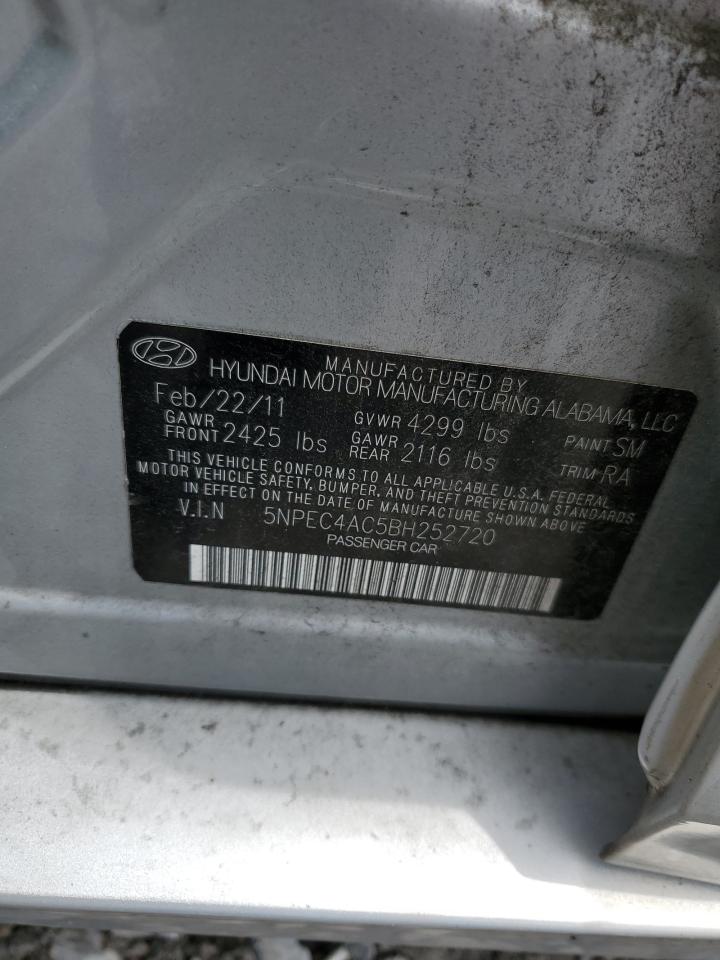 MANUFACTURED BY
HYUNDAI MOTOR MANUFACTURING ALABAMA, LLC
Feb/22/11 GVWR 4299 lbs PAINT SM
GAWR FRONT 2425 lbs GAWR REAR 2116 lbs TRIM RA
THIS VEHICLE CONFORMS TO ALL APPLICABLE U.S.A. FEDERAL
MOTOR VEHICLE SAFETY, BUMPER, AND THEFT PREVENTION STANDARDS
IN EFFECT ON THE DATE OF MANUFACTURE SHOWN ABOVE.
V.I.N 5NPEC4AC5BH252720
PASSENGER CAR